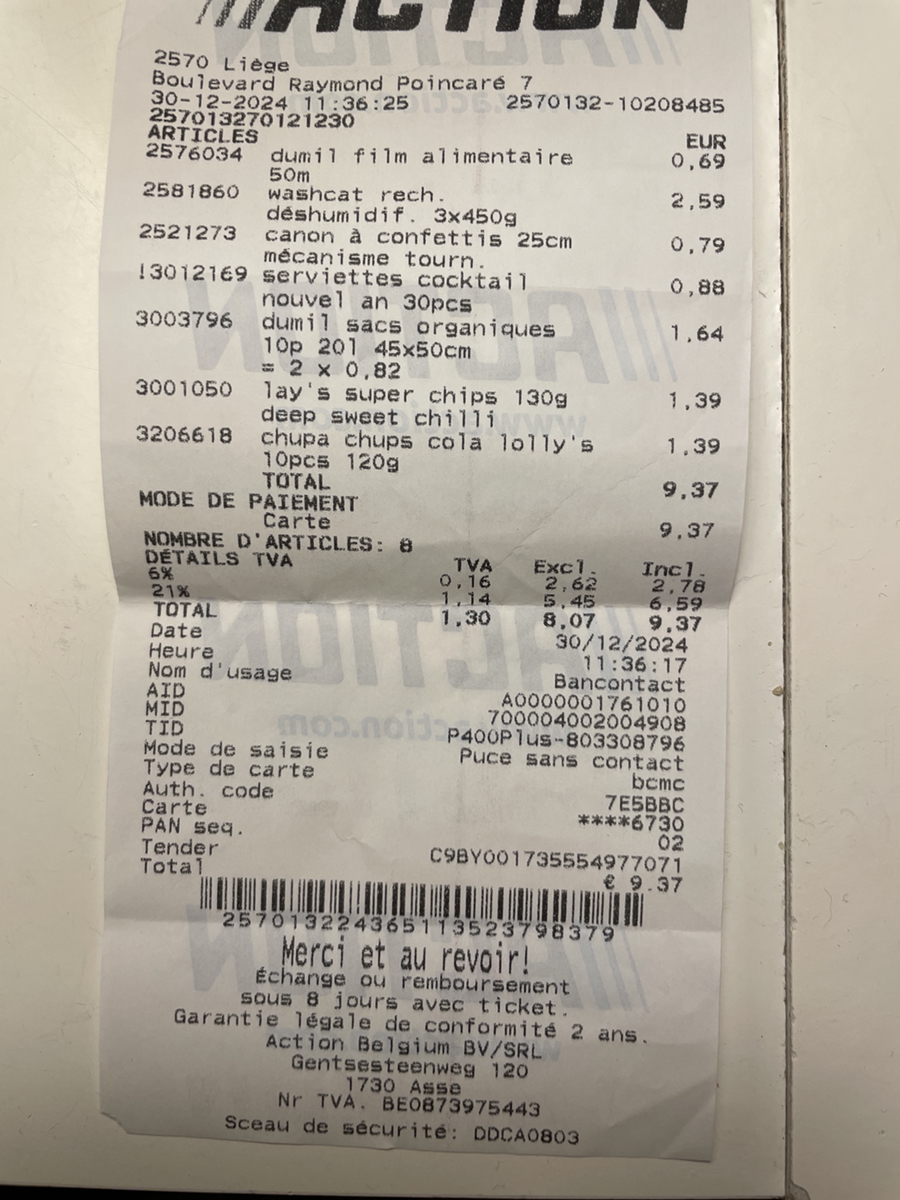 ACTION
2570 Liège
Boulevard Raymond Poincaré 7
30-12-2024 11:36:25 2570132-10208485
257013270121230
ARTICLES EUR
2576034 dumil film alimentaire 0,69
50m
2581860 washcat rech. 2,59
déshumidif. 3x450g
2521273 canon à confettis 25cm 0,79
mécanisme tourn.
!3012169 serviettes cocktail 0,88
nouvel an 30pcs
3003796 dumil sacs organiques 1,64
10p 20l 45x50cm
= 2 x 0,82
3001050 lay's super chips 130g 1,39
deep sweet chilli
3206618 chupa chups cola lolly's 1,39
10pcs 120g
TOTAL 9,37
MODE DE PAIEMENT
Carte 9,37
NOMBRE D'ARTICLES: 8
DÉTAILS TVA TVA Excl. Incl.
6% 0,16 2,62 2,78
21% 1,14 5,45 6,59
TOTAL 1,30 8,07 9,37
Date 30/12/2024
Heure 11:36:17
Nom d'usage Bancontact
AID A0000001761010
MID 700004002004908
TID P400Plus-803308796
Mode de saisie Puce sans contact
Type de carte bcmc
Auth. code 7E5BBC
Carte ****6730
PAN seq. 02
Tender C9BY001735554977071
Total € 9.37
257013224365113523798379
Merci et au revoir!
Échange ou remboursement
sous 8 jours avec ticket.
Garantie légale de conformité 2 ans.
Action Belgium BV/SRL
Gentsesteenweg 120
1730 Asse
Nr TVA. BE0873975443
Sceau de sécurité: DDCA0803